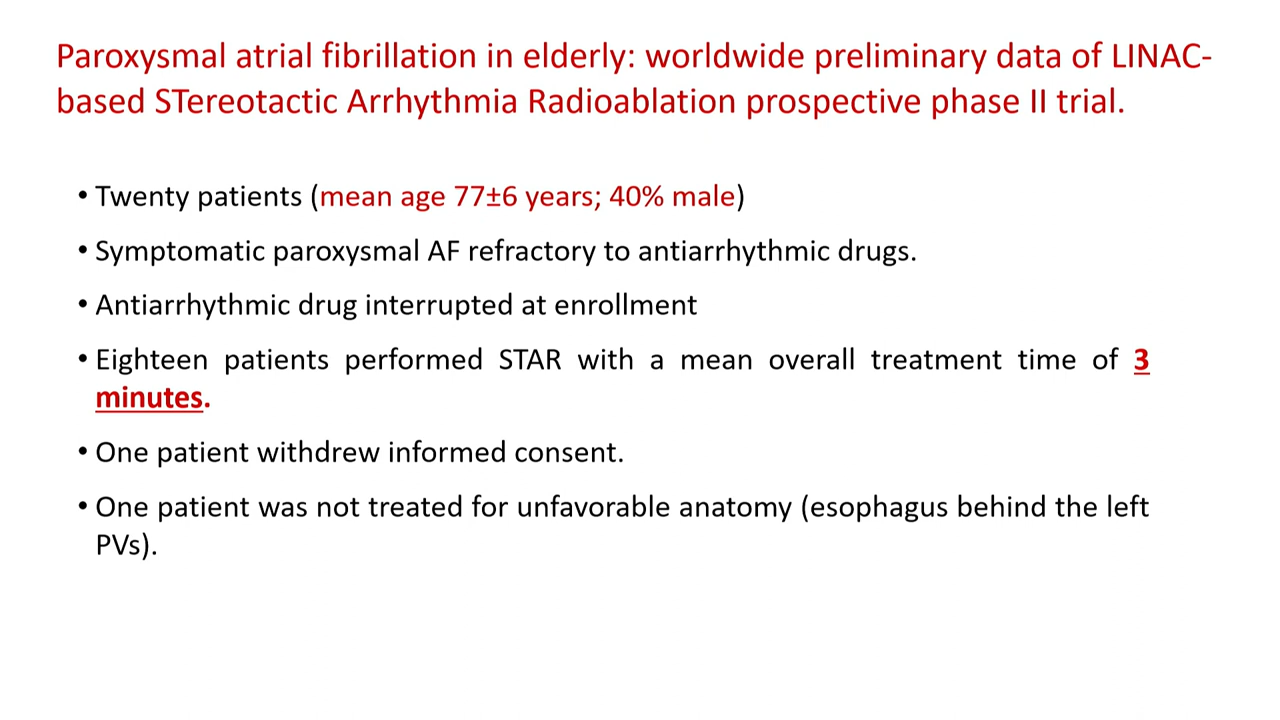 Paroxysmal atrial fibrillation in elderly: worldwide preliminary data of LINAC-
based STereotactic Arrhythmia Radioablation prospective phase II trial.
• Twenty patients (mean age 77±6 years; 40% male)
• Symptomatic paroxysmal AF refractory to antiarrhythmic drugs.
• Antiarrhythmic drug interrupted at enrollment
• Eighteen patients performed STAR with a mean overall treatment time of 3
minutes.
• One patient withdrew informed consent.
• One patient was not treated for unfavorable anatomy (esophagus behind the left
PVs).